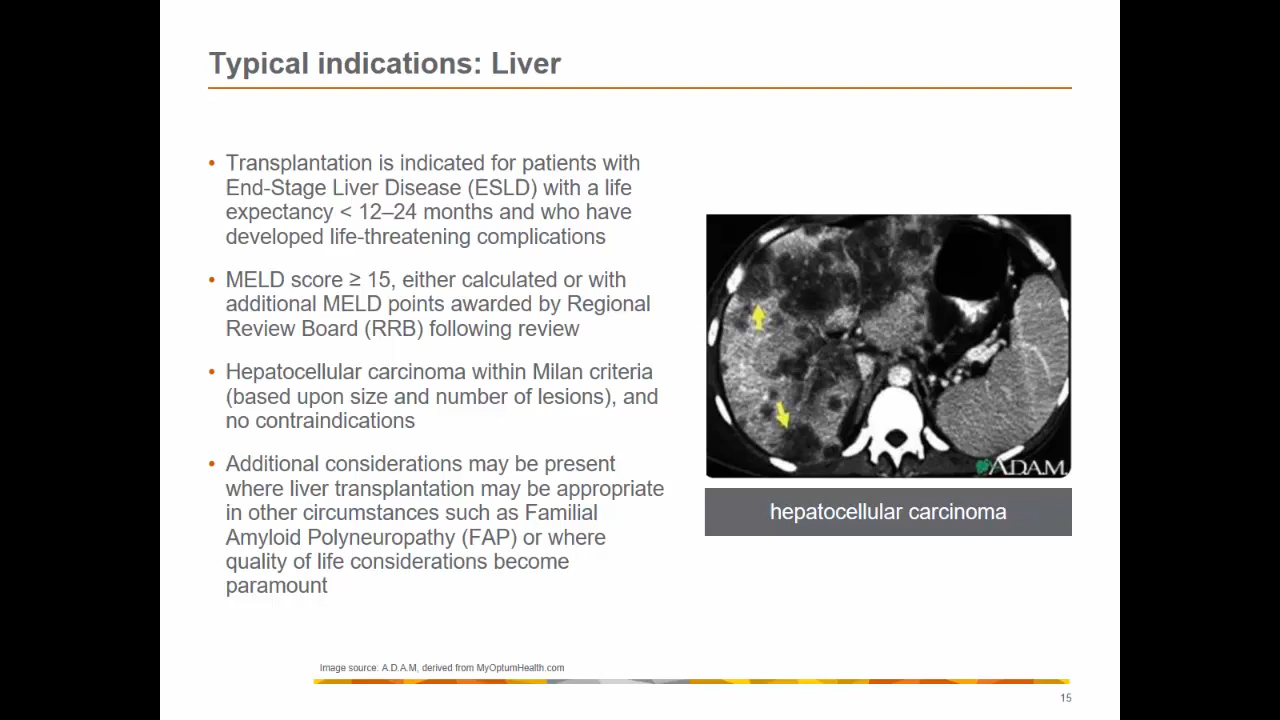 Typical indications: Liver
• Transplantation is indicated for patients with
End-Stage Liver Disease (ESLD) with a life
expectancy < 12–24 months and who have
developed life-threatening complications
• MELD score ≥ 15, either calculated or with
additional MELD points awarded by Regional
Review Board (RRB) following review
• Hepatocellular carcinoma within Milan criteria
(based upon size and number of lesions), and
no contraindications
• Additional considerations may be present
where liver transplantation may be appropriate
in other circumstances such as Familial
Amyloid Polyneuropathy (FAP) or where
quality of life considerations become
paramount
A.D.A.M.
hepatocellular carcinoma
Image source: A.D.A.M, derived from MyOptumHealth.com
15